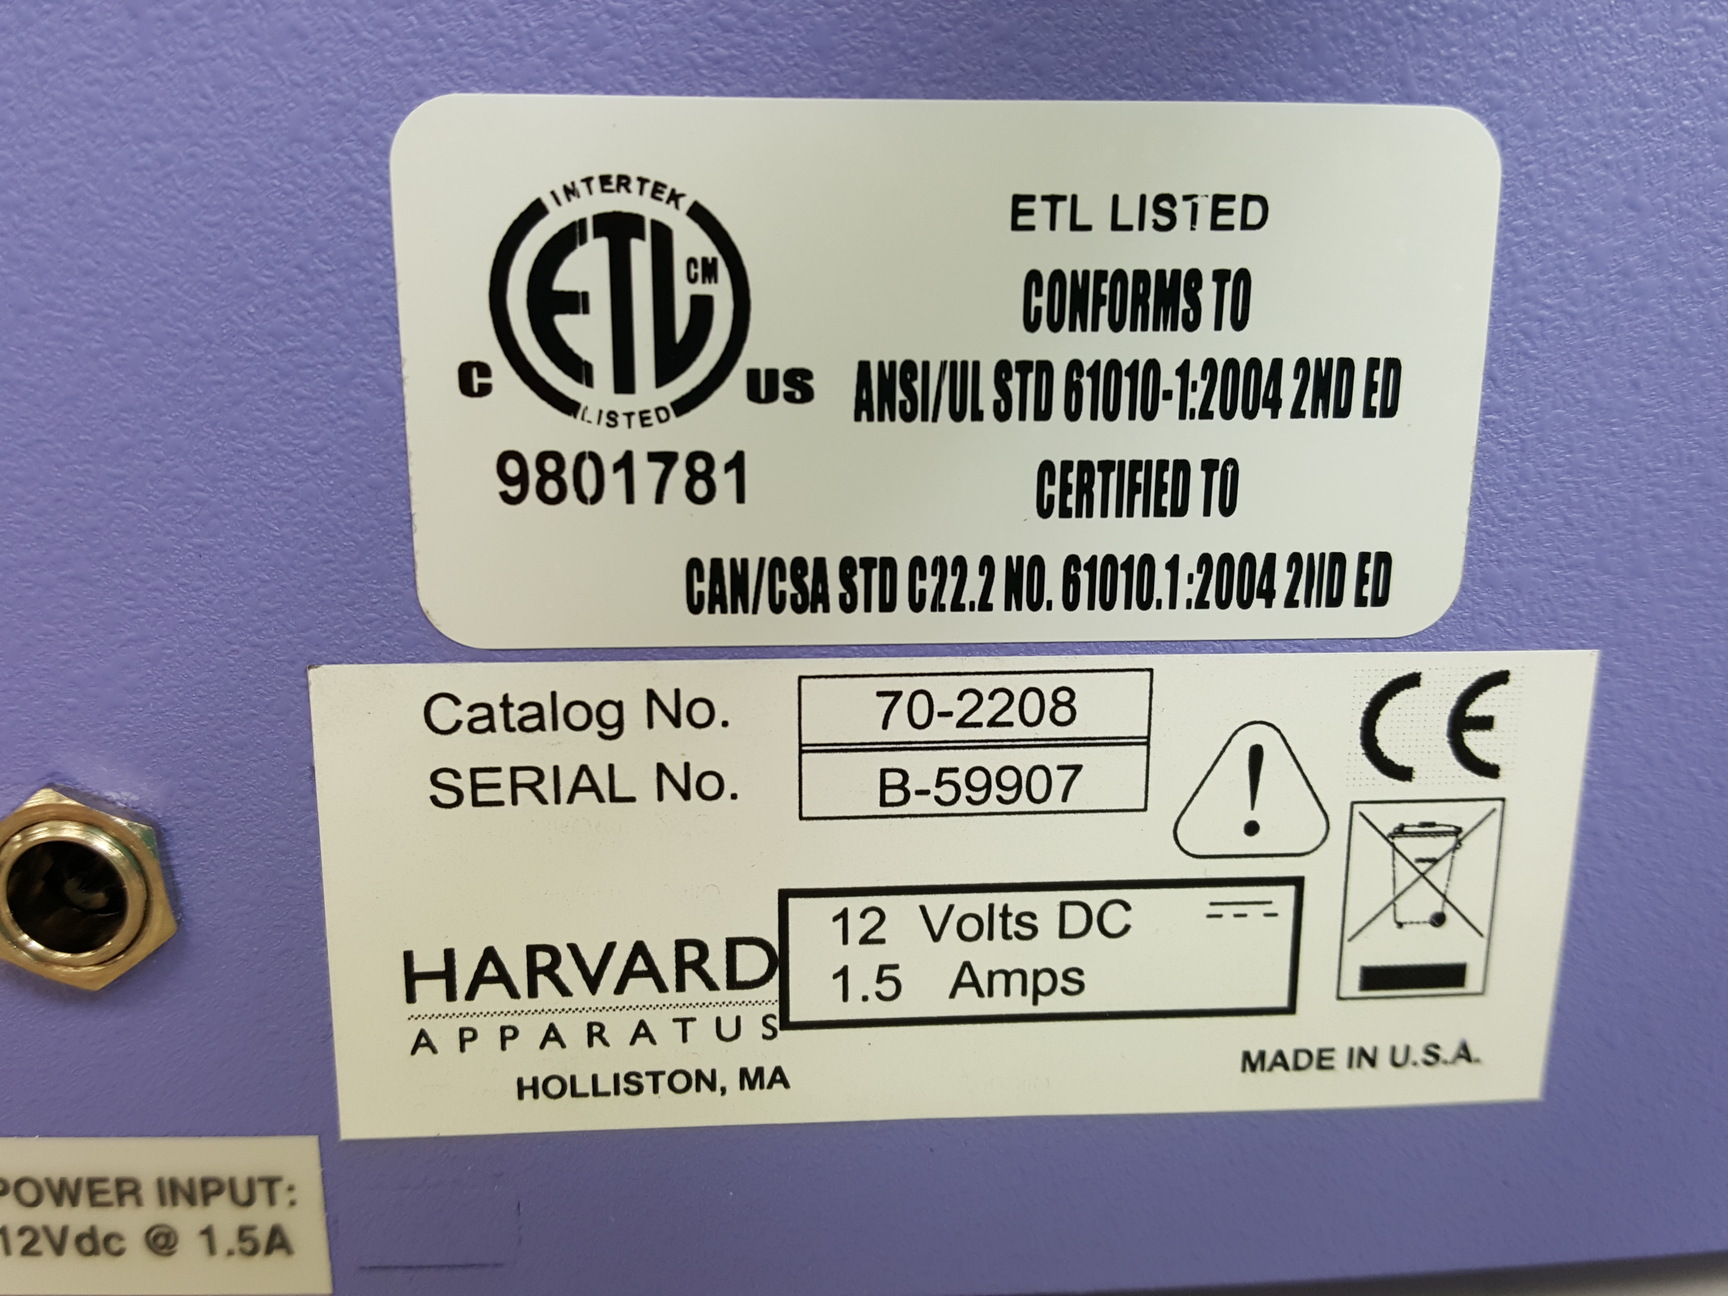 INTERTEK
ETL CM
C US
LISTED
9801781
ETL LISTED
CONFORMS TO
ANSI/UL STD 61010-1:2004 2ND ED
CERTIFIED TO
CAN/CSA STD C22.2 NO. 61010.1:2004 2ND ED
Catalog No. 70-2208
SERIAL No. B-59907
CE
12 Volts DC
1.5 Amps
HARVARD
APPARATUS
HOLLISTON, MA
MADE IN U.S.A.
POWER INPUT:
12Vdc @ 1.5A